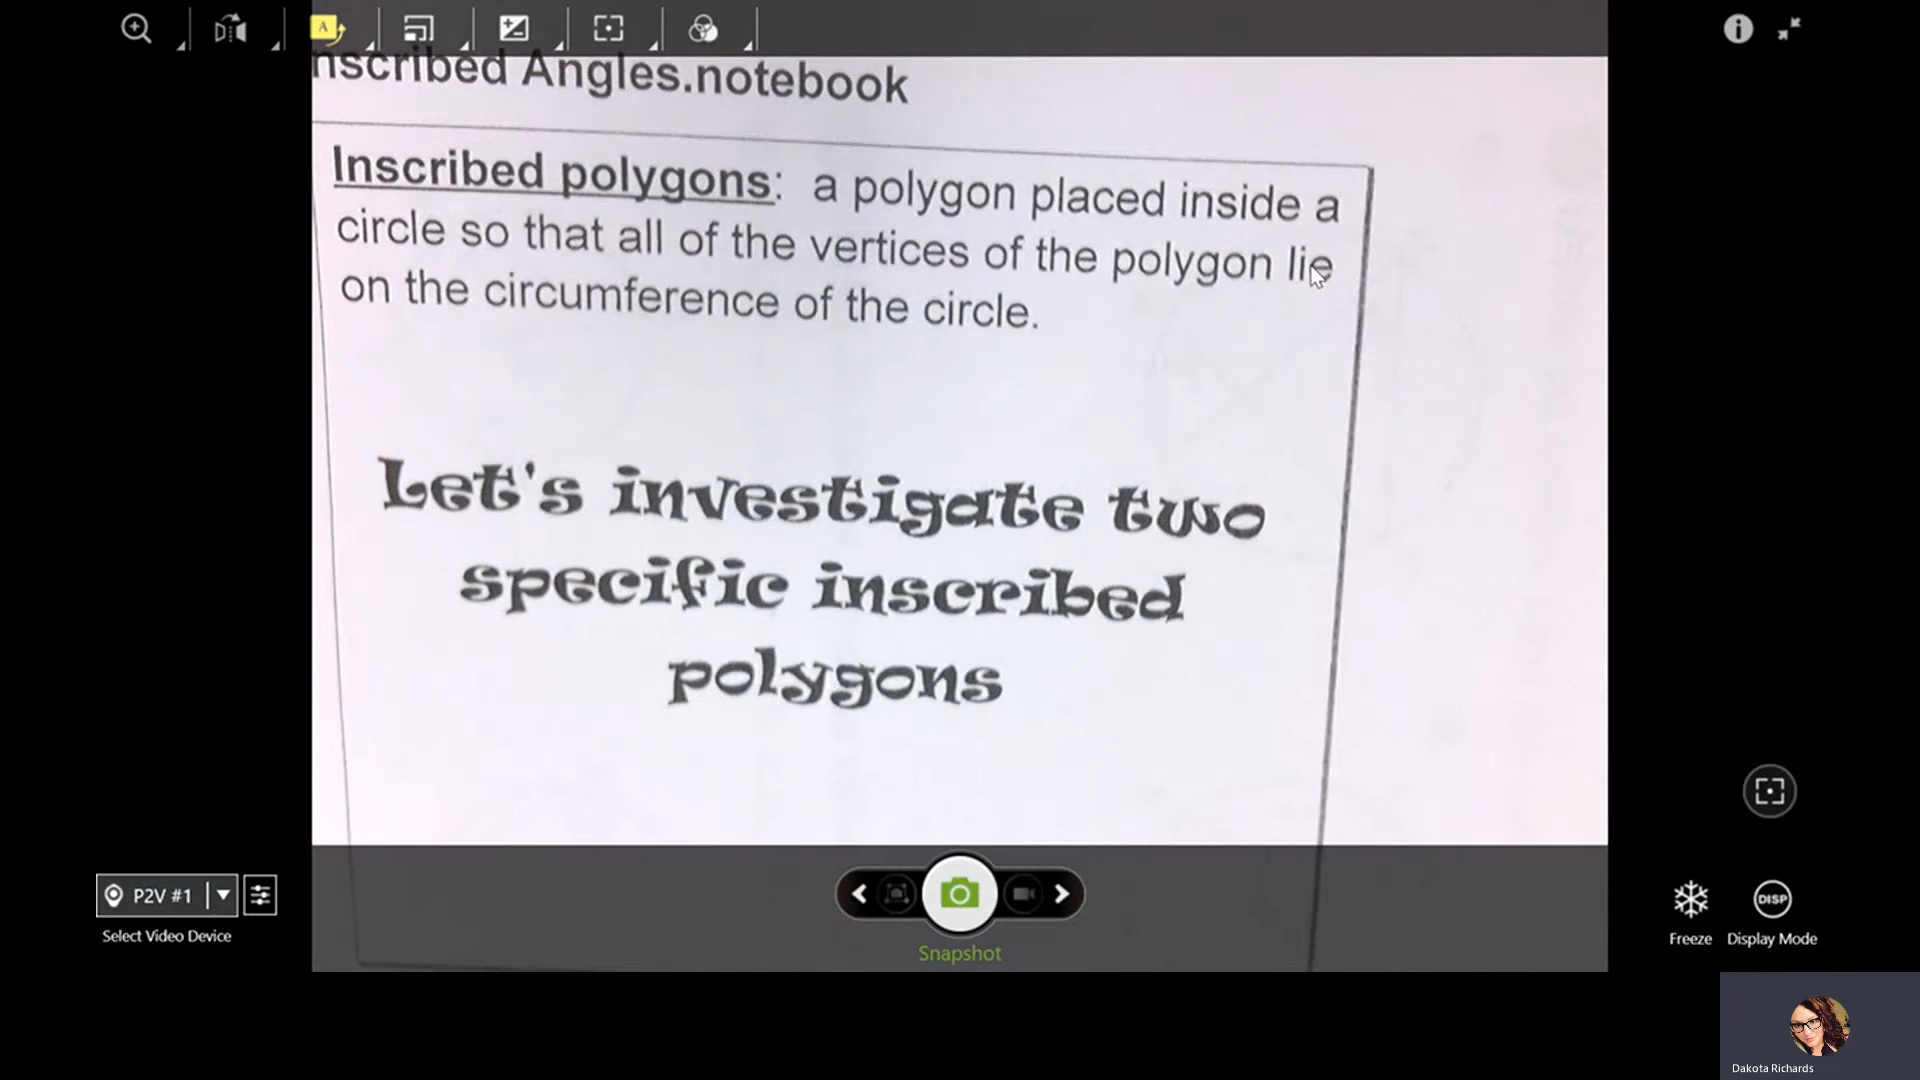 nscribed Angles.notebook
Inscribed polygons: a polygon placed inside a
circle so that all of the vertices of the polygon lie
on the circumference of the circle.
Let's investigate two
specific inscribed
polygons
P2V #1
Select Video Device
Snapshot
Freeze
DISP
Display Mode
Dakota Richards